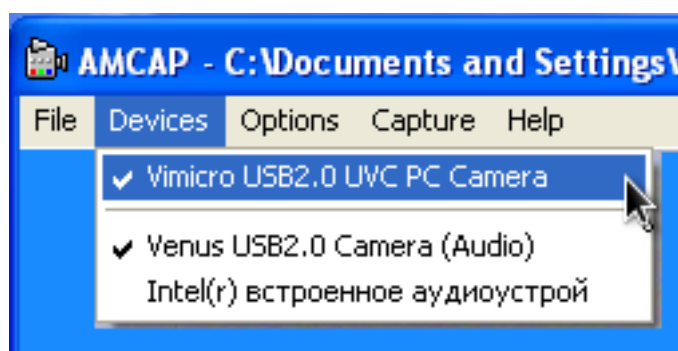 AMCAP - C:\Documents and Settings\
File Devices Options Capture Help
Vimicro USB2.0 UVC PC Camera
Venus USB2.0 Camera (Audio)
Intel(r) встроенное аудиоустрой